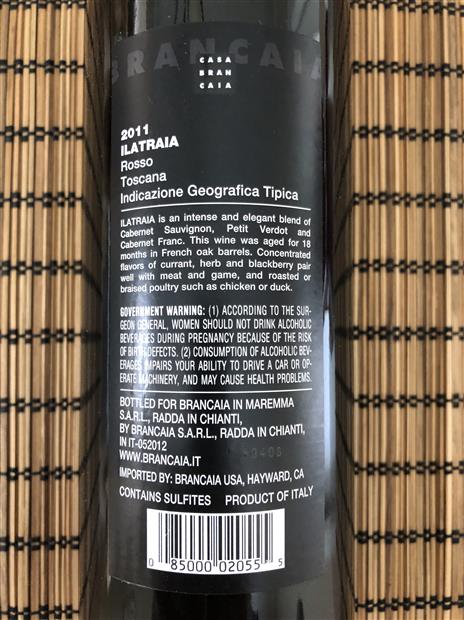 BRANCAIA
CASA
BRAN
CAIA
2011
ILATRAIA
Rosso
Toscana
Indicazione Geografica Tipica
ILATRAIA is an intense and elegant blend of
Cabernet Sauvignon, Petit Verdot and
Cabernet Franc. This wine was aged for 18
months in French oak barrels. Concentrated
flavors of currant, herb and blackberry pair
well with meat and game, and roasted or
braised poultry such as chicken or duck.
GOVERNMENT WARNING: (1) ACCORDING TO THE SUR-
GEON GENERAL, WOMEN SHOULD NOT DRINK ALCOHOLIC
BEVERAGES DURING PREGNANCY BECAUSE OF THE RISK
OF BIRTH DEFECTS. (2) CONSUMPTION OF ALCOHOLIC BEV-
ERAGES IMPAIRS YOUR ABILITY TO DRIVE A CAR OR OP-
ERATE MACHINERY, AND MAY CAUSE HEALTH PROBLEMS.
BOTTLED FOR BRANCAIA IN MAREMMA
S.A.R.L., RADDA IN CHIANTI,
BY BRANCAIA S.A.R.L., RADDA IN CHIANTI,
IN IT-052012
WWW.BRANCAIA.IT
IMPORTED BY: BRANCAIA USA, HAYWARD, CA
CONTAINS SULFITES PRODUCT OF ITALY
0 85000 02055 5